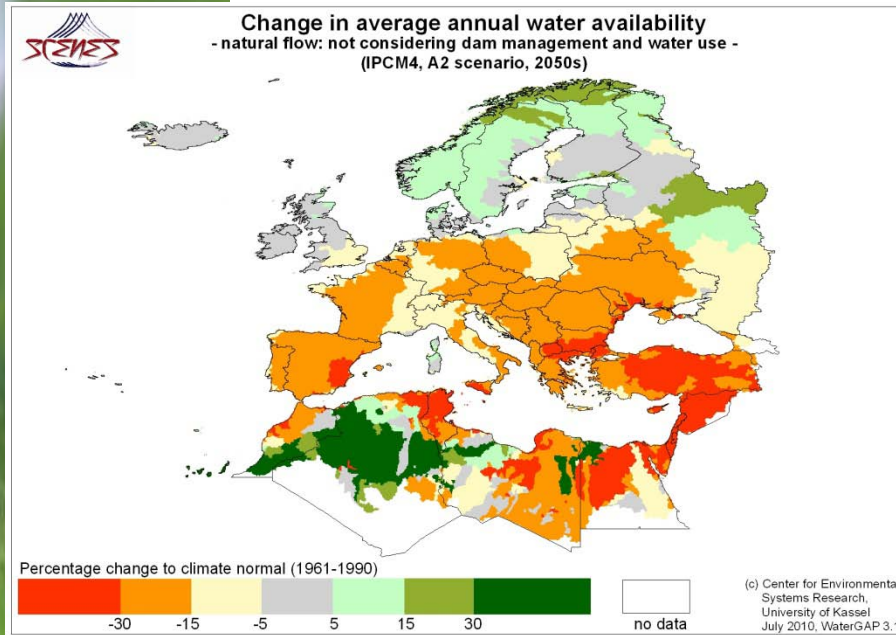 SCENES
Change in average annual water availability
- natural flow: not considering dam management and water use -
(IPCM4, A2 scenario, 2050s)
Percentage change to climate normal (1961-1990)
-30 -15 -5 5 15 30
no data
(c) Center for Environmenta
Systems Research,
University of Kassel
July 2010, WaterGAP 3.